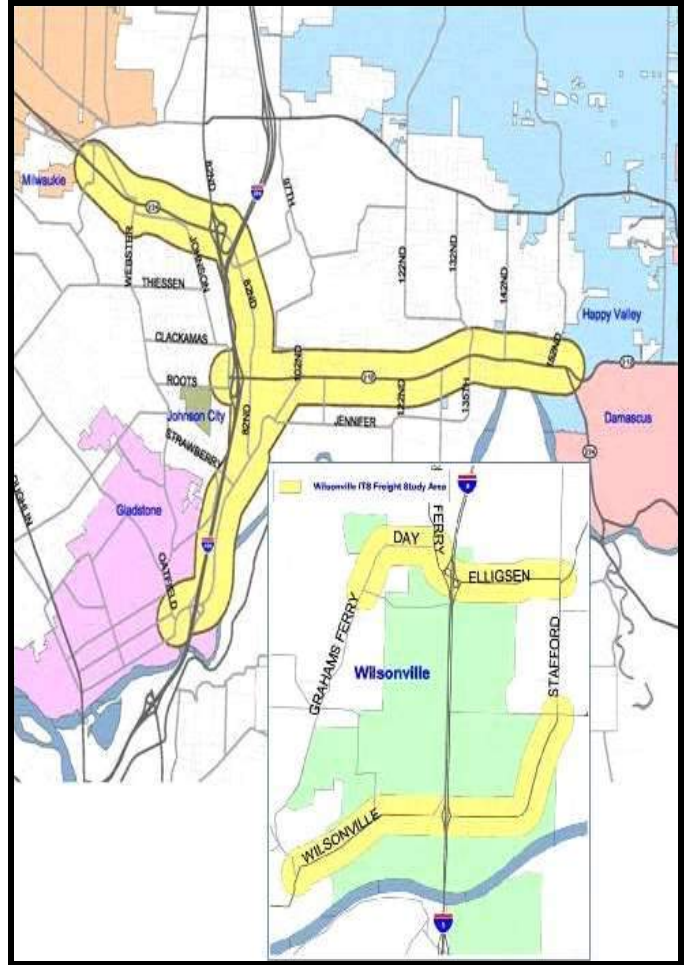 Milwaukie
82ND
97TH
205
224
WEBSTER
JOHNSON
THIESSEN
82ND
122ND
132ND
142ND
Happy Valley
CLACKAMAS
102ND
152ND
212
ROOTS
212
Johnson City
82ND
122ND
135TH
Damascus
JENNIFER
STRAWBERRY
224
Gladstone
OUGHLIN
205
OATFIELD
Wilsonville ITS Freight Study Area
5
FERRY
DAY
ELLIGSEN
GRAHAMS FERRY
STAFFORD
Wilsonville
WILSONVILLE
5